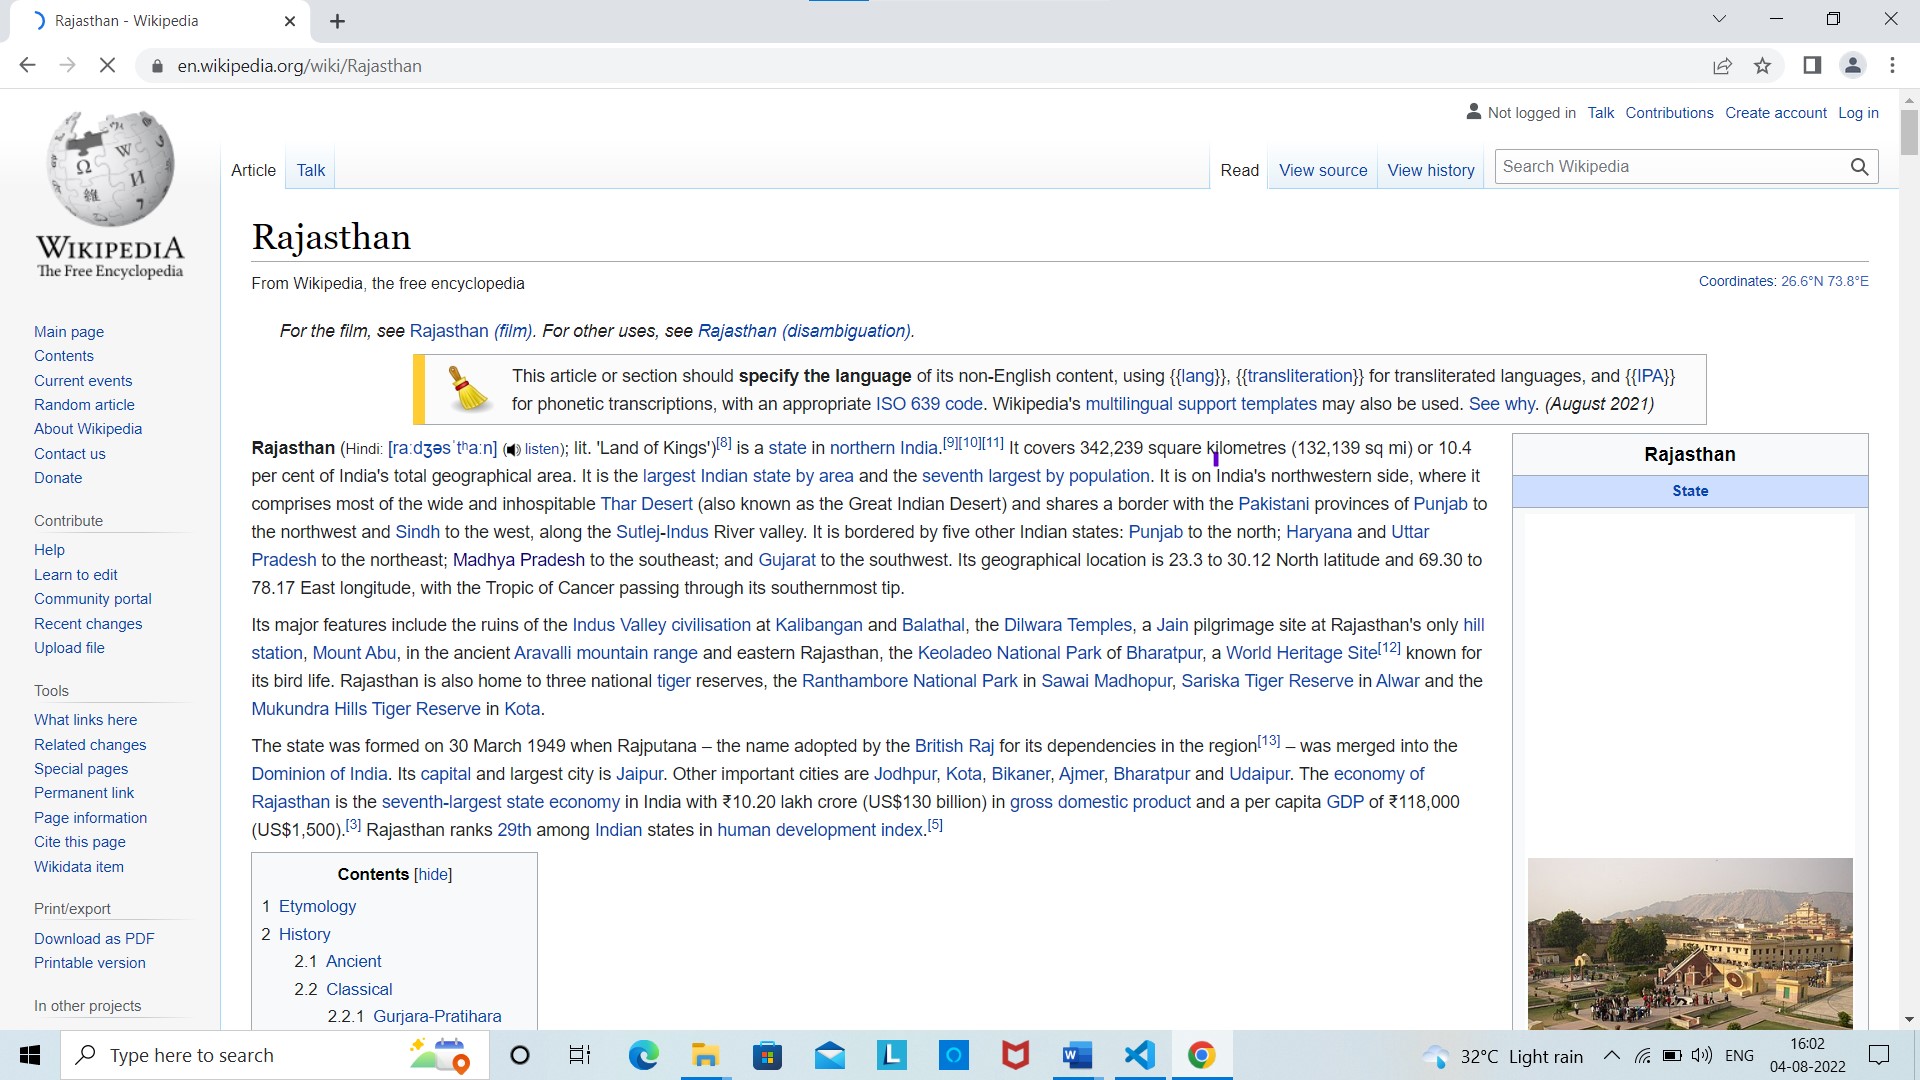 Rajasthan - Wikipedia
en.wikipedia.org/wiki/Rajasthan
Not logged in Talk Contributions Create account Log in
Article Talk Read View source View history Search Wikipedia
WIKIPEDIA
The Free Encyclopedia
Rajasthan
From Wikipedia, the free encyclopedia
Coordinates: 26.6°N 73.8°E
For the film, see Rajasthan (film). For other uses, see Rajasthan (disambiguation).
This article or section should specify the language of its non-English content, using {{lang}}, {{transliteration}} for transliterated languages, and {{IPA}}
for phonetic transcriptions, with an appropriate ISO 639 code. Wikipedia's multilingual support templates may also be used. See why. (August 2021)
Rajasthan (Hindi: [raːdʒəsˈtʰaːn] (listen); lit. 'Land of Kings')[8] is a state in northern India.[9][10][11] It covers 342,239 square kilometres (132,139 sq mi) or 10.4
per cent of India's total geographical area. It is the largest Indian state by area and the seventh largest by population. It is on India's northwestern side, where it
comprises most of the wide and inhospitable Thar Desert (also known as the Great Indian Desert) and shares a border with the Pakistani provinces of Punjab to
the northwest and Sindh to the west, along the Sutlej-Indus River valley. It is bordered by five other Indian states: Punjab to the north; Haryana and Uttar
Pradesh to the northeast; Madhya Pradesh to the southeast; and Gujarat to the southwest. Its geographical location is 23.3 to 30.12 North latitude and 69.30 to
78.17 East longitude, with the Tropic of Cancer passing through its southernmost tip.
Its major features include the ruins of the Indus Valley civilisation at Kalibangan and Balathal, the Dilwara Temples, a Jain pilgrimage site at Rajasthan's only hill
station, Mount Abu, in the ancient Aravalli mountain range and eastern Rajasthan, the Keoladeo National Park of Bharatpur, a World Heritage Site[12] known for
its bird life. Rajasthan is also home to three national tiger reserves, the Ranthambore National Park in Sawai Madhopur, Sariska Tiger Reserve in Alwar and the
Mukundra Hills Tiger Reserve in Kota.
The state was formed on 30 March 1949 when Rajputana – the name adopted by the British Raj for its dependencies in the region[13] – was merged into the
Dominion of India. Its capital and largest city is Jaipur. Other important cities are Jodhpur, Kota, Bikaner, Ajmer, Bharatpur and Udaipur. The economy of
Rajasthan is the seventh-largest state economy in India with ₹10.20 lakh crore (US$130 billion) in gross domestic product and a per capita GDP of ₹118,000
(US$1,500).[3] Rajasthan ranks 29th among Indian states in human development index.[5]
Contents [hide]
1 Etymology
2 History
2.1 Ancient
2.2 Classical
2.2.1 Gurjara-Pratihara
Rajasthan
State
Main page
Contents
Current events
Random article
About Wikipedia
Contact us
Donate
Contribute
Help
Learn to edit
Community portal
Recent changes
Upload file
Tools
What links here
Related changes
Special pages
Permanent link
Page information
Cite this page
Wikidata item
Print/export
Download as PDF
Printable version
In other projects
Type here to search
32°C Light rain
ENG
16:02
04-08-2022